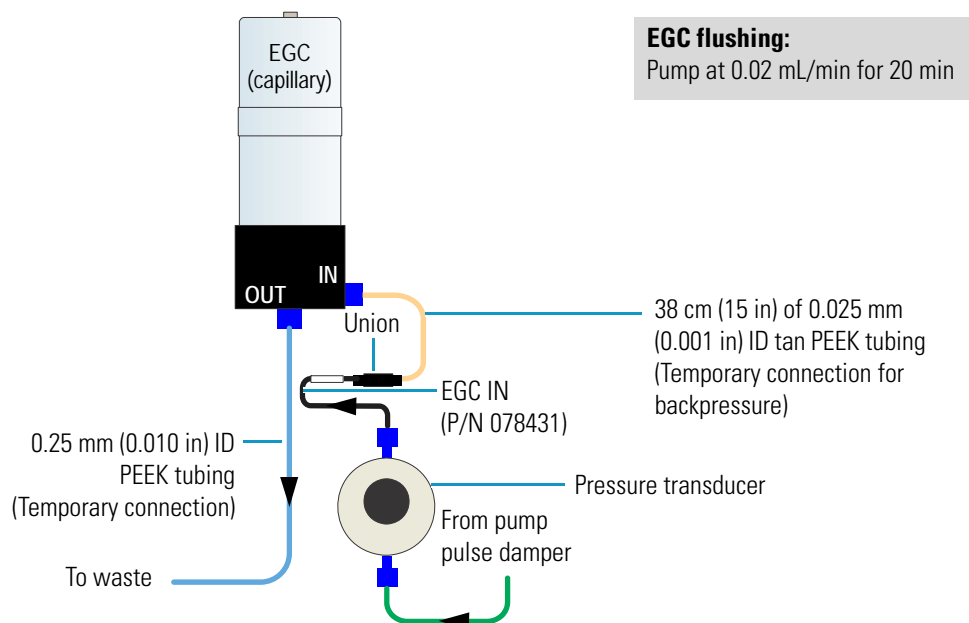 EGC
(capillary)
EGC flushing:
Pump at 0.02 mL/min for 20 min
IN
OUT
Union
38 cm (15 in) of 0.025 mm
(0.001 in) ID tan PEEK tubing
(Temporary connection for
backpressure)
EGC IN
(P/N 078431)
0.25 mm (0.010 in) ID
PEEK tubing
(Temporary connection)
Pressure transducer
From pump
pulse damper
To waste